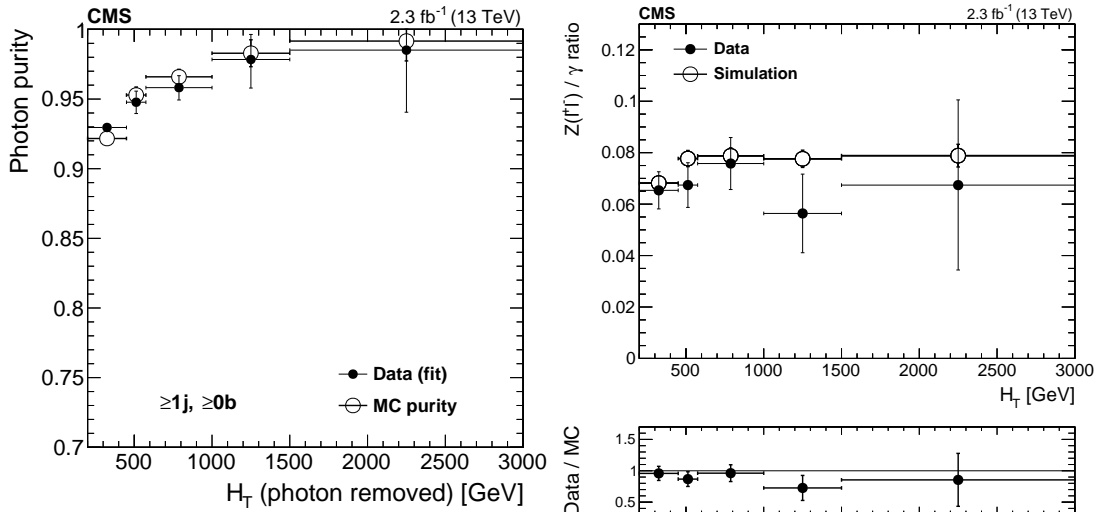 CMS 2.3 fb⁻¹ (13 TeV)
Photon purity
1
0.95
0.9
0.85
0.8
0.75
0.7
Data (fit)
MC purity
≥1j, ≥0b
500 1000 1500 2000 2500 3000
H_T (photon removed) [GeV]
CMS 2.3 fb⁻¹ (13 TeV)
Z(l⁺l⁻) / γ ratio
Data
Simulation
0.12
0.1
0.08
0.06
0.04
0.02
0
500 1000 1500 2000 2500 3000
H_T [GeV]
Data / MC
1.5
1
0.5